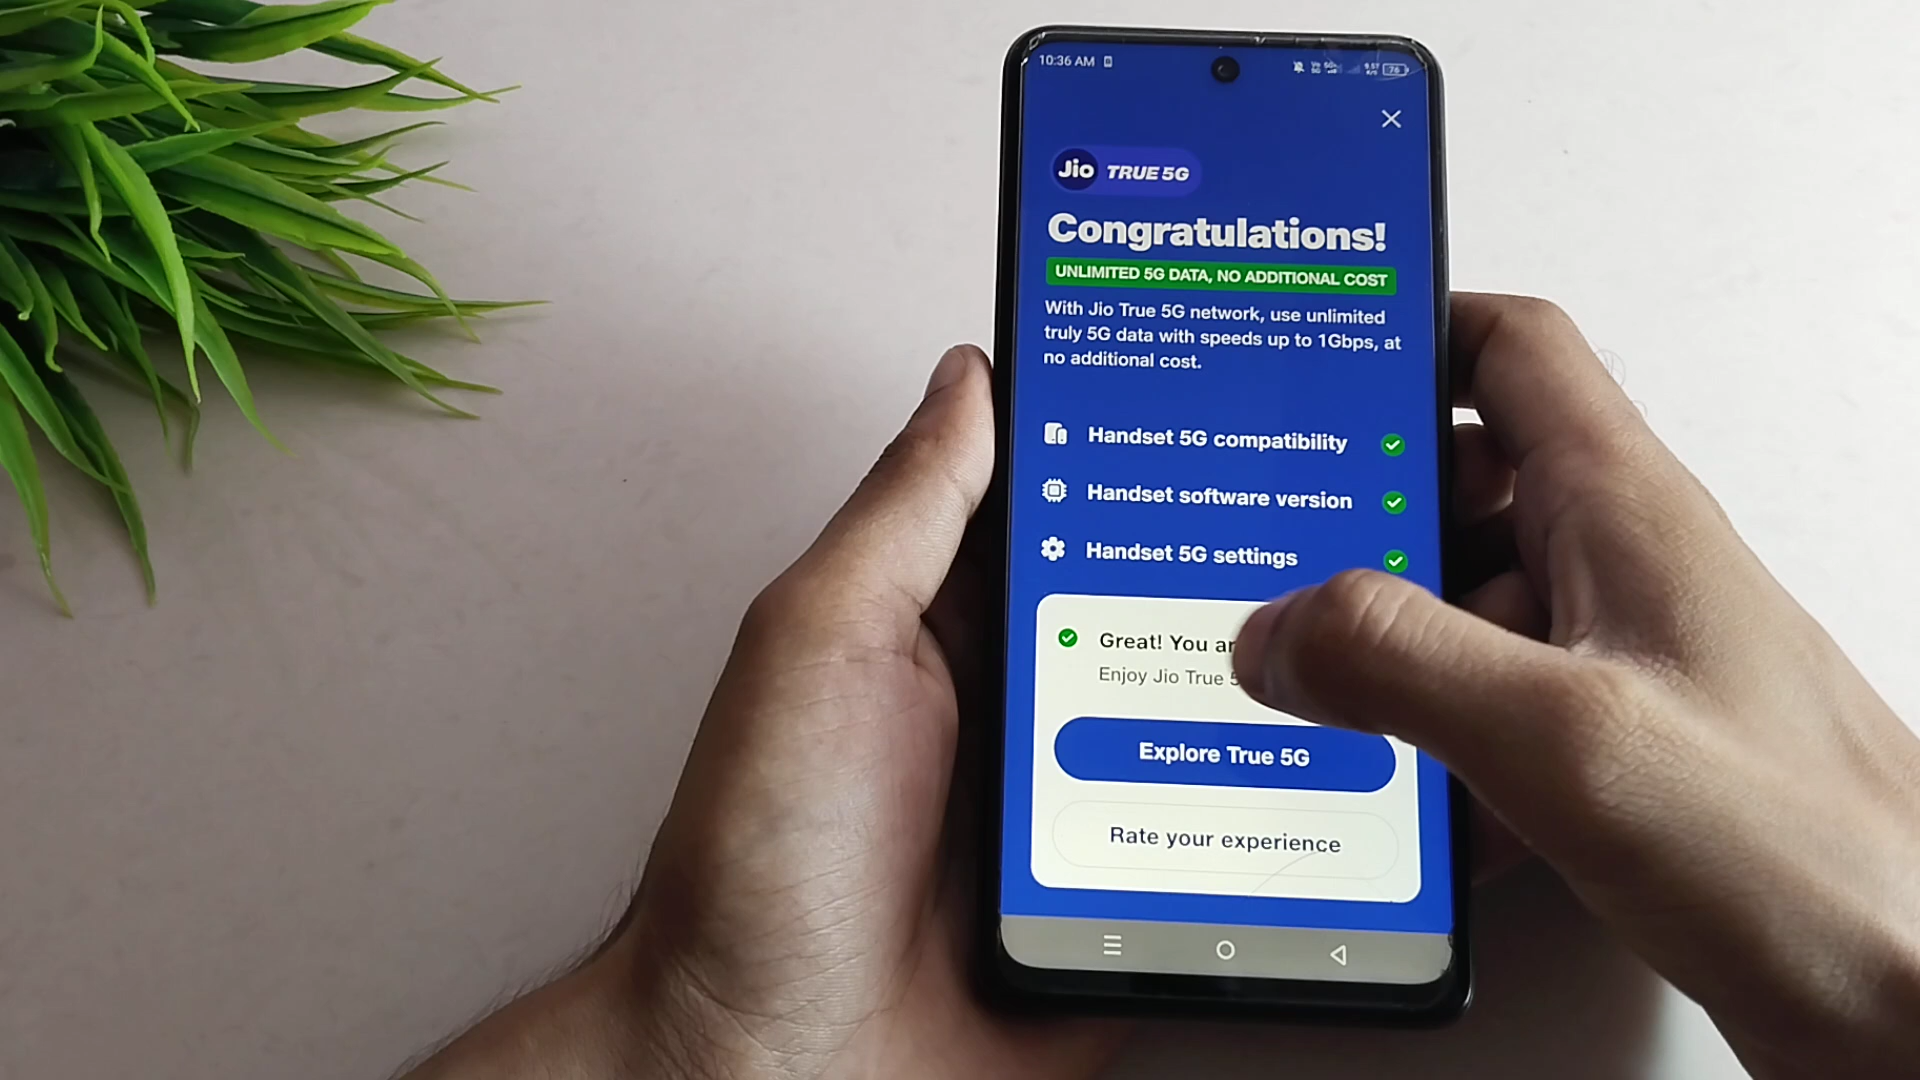 10:36 AM
76
Jio TRUE 5G
Congratulations!
UNLIMITED 5G DATA, NO ADDITIONAL COST
With Jio True 5G network, use unlimited
truly 5G data with speeds up to 1Gbps, at
no additional cost.
Handset 5G compatibility
Handset software version
Handset 5G settings
Great! You
Enjoy Jio True
Explore True 5G
Rate your experience